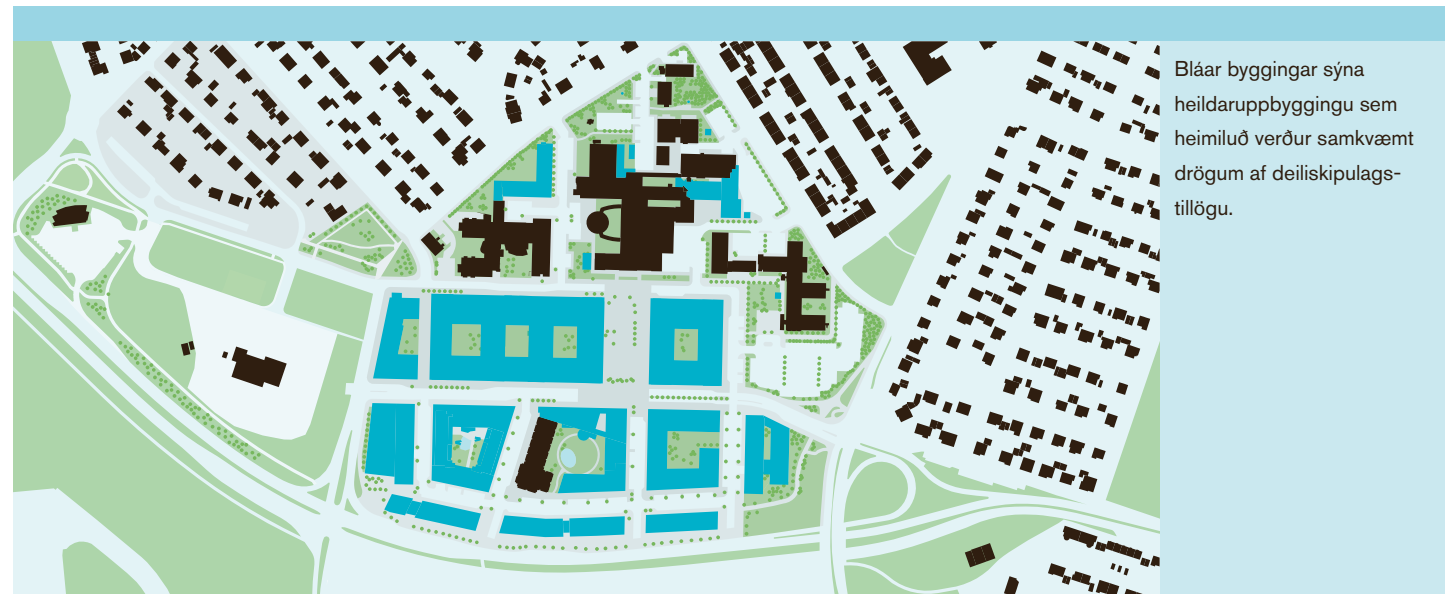 Bláar byggingar sýna
heildaruppbyggingu sem
heimiluð verður samkvæmt
drögum af deiliskipulags-
tillögu.